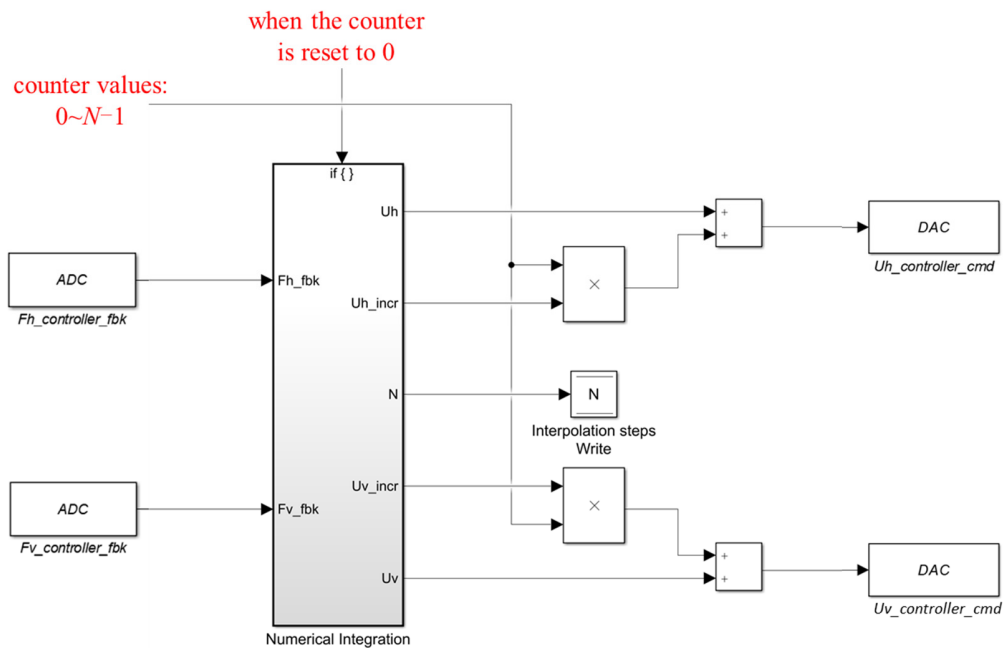 when the counter
is reset to 0
counter values:
0~N−1
if { }
Uh
+
+
DAC
Uh_controller_cmd
ADC
Fh_controller_fbk
Fh_fbk
×
Uh_incr
N
N
Interpolation steps
Write
Uv_incr
×
ADC
Fv_controller_fbk
Fv_fbk
+
+
DAC
Uv_controller_cmd
Uv
Numerical Integration